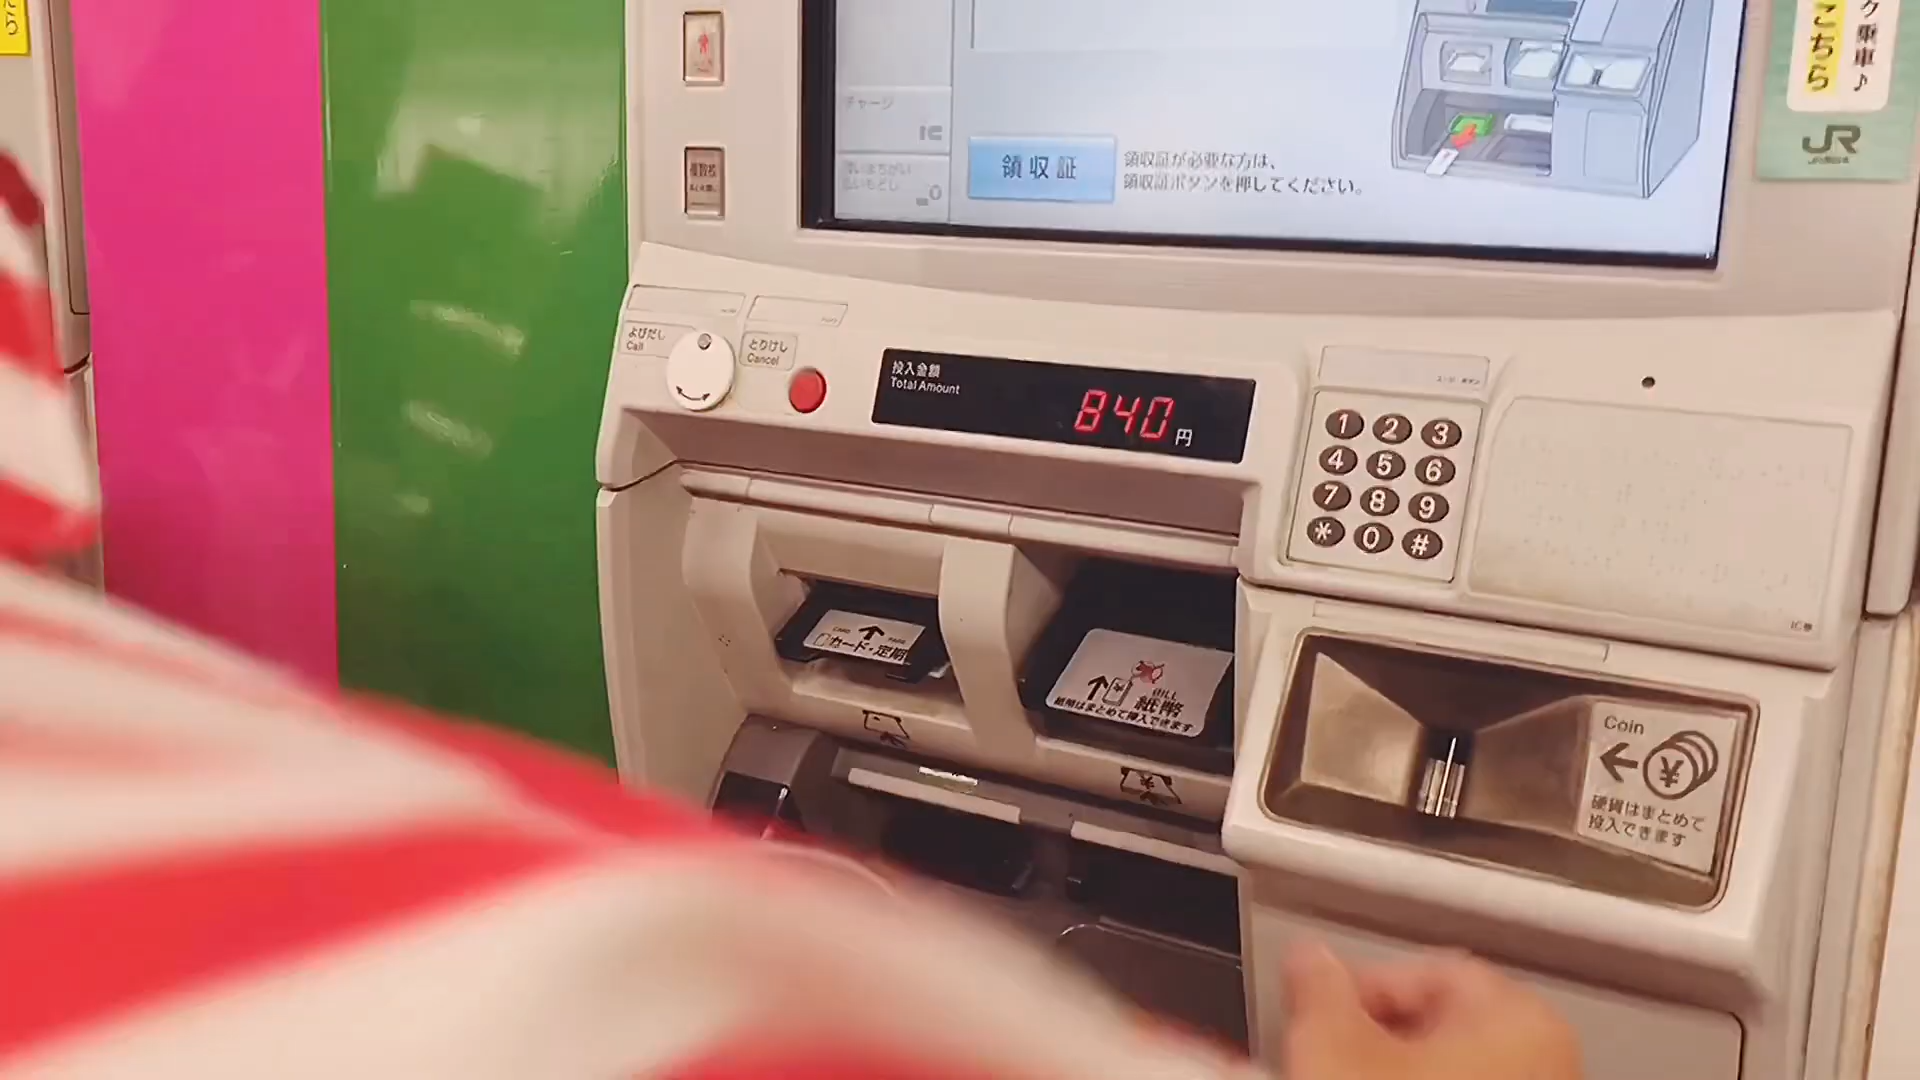 こちら
ク乗車♪
JR
チャージ
領収証
領収証が必要な方は、
領収証ボタンを押してください。
よびだし
Call
とりけし
Cancel
投入金額
Total Amount
840円
1 2 3
4 5 6
7 8 9
* 0 #
カード・定期
BILL
紙幣
紙幣はまとめて挿入できます
Coin
¥
硬貨はまとめて
投入できます
¥